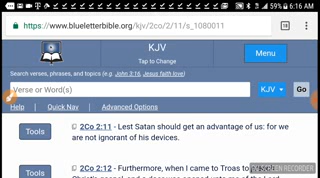 59% 6:16 AM
https://www.blueletterbible.org/kjv/2co/2/11/s_1080011
18
KJV
Tap to Change
Menu
Search verses, phrases, and topics (e.g. John 3:16, Jesus faith love)
Verse or Word(s)
KJV
Go
Help | Quick Nav | Advanced Options
Tools
2Co 2:11 - Lest Satan should get an advantage of us: for we
are not ignorant of his devices.
Tools
2Co 2:12 - Furthermore, when I came to Troas to
SCREEN RECORDER